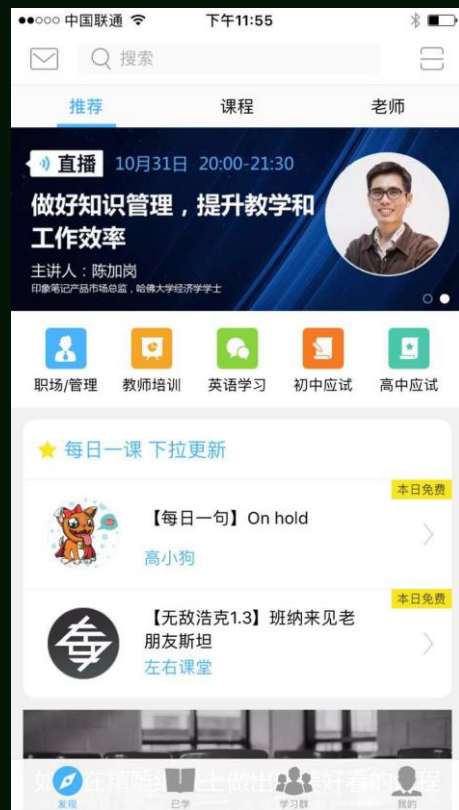 中国联通
下午11:55
搜索
推荐
课程
老师
直播
10月31日 20:00-21:30
做好知识管理，提升教学和
工作效率
主讲人：陈加岗
印象笔记产品市场总监，哈佛大学经济学学士
职场/管理
教师培训
英语学习
初中应试
高中应试
每日一课 下拉更新
本日免费
【每日一句】On hold
高小狗
本日免费
【无敌浩克1.3】班纳来见老
朋友斯坦
左右课堂
发现
已学
学习群
我的